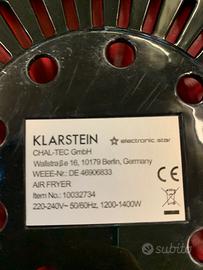 KLARSTEIN
electronic star
CHAL-TEC GmbH
Wallstraße 16, 10179 Berlin, Germany
WEEE-Nr.: DE 46906833
AIR FRYER
Item No.: 10032734
220-240V~ 50/60Hz, 1200-1400W
CE
subito